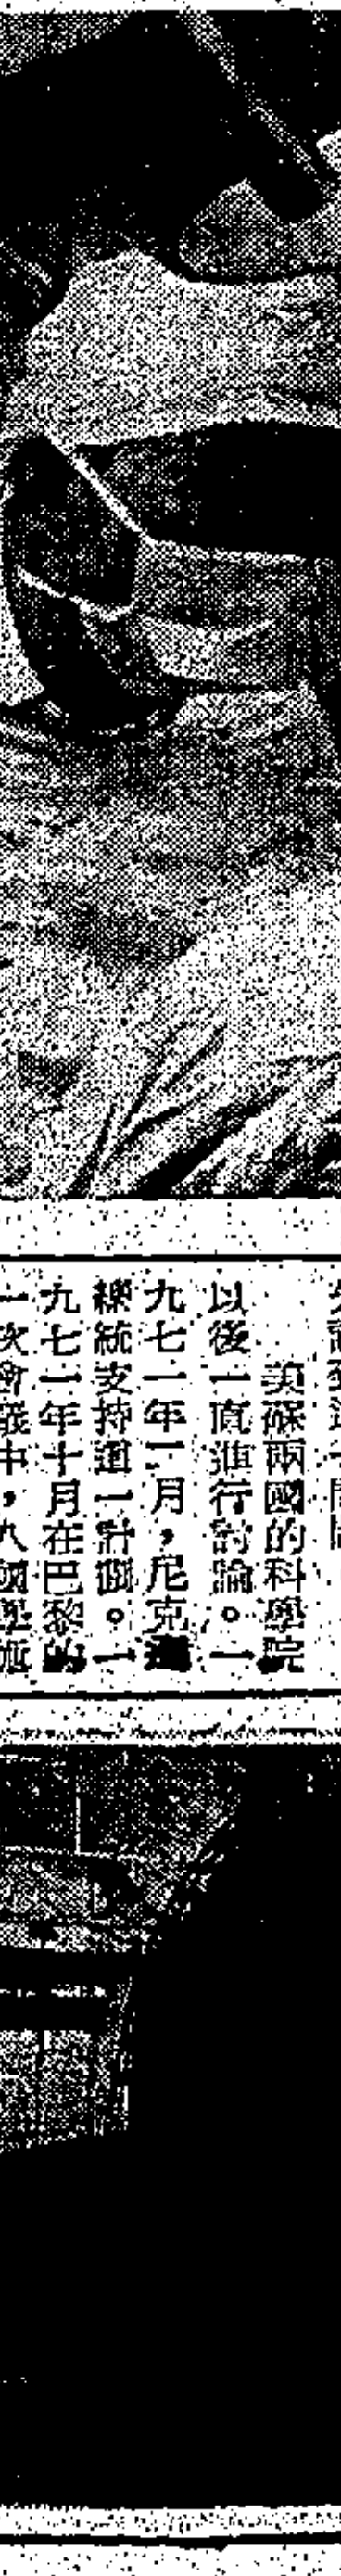 美蘇兩國的科學院
以後一直進行討論。一
九七一年二月,尼克遜
總統支持這一計劃。一
九七一年十月在巴黎的
一次會議中,八國學